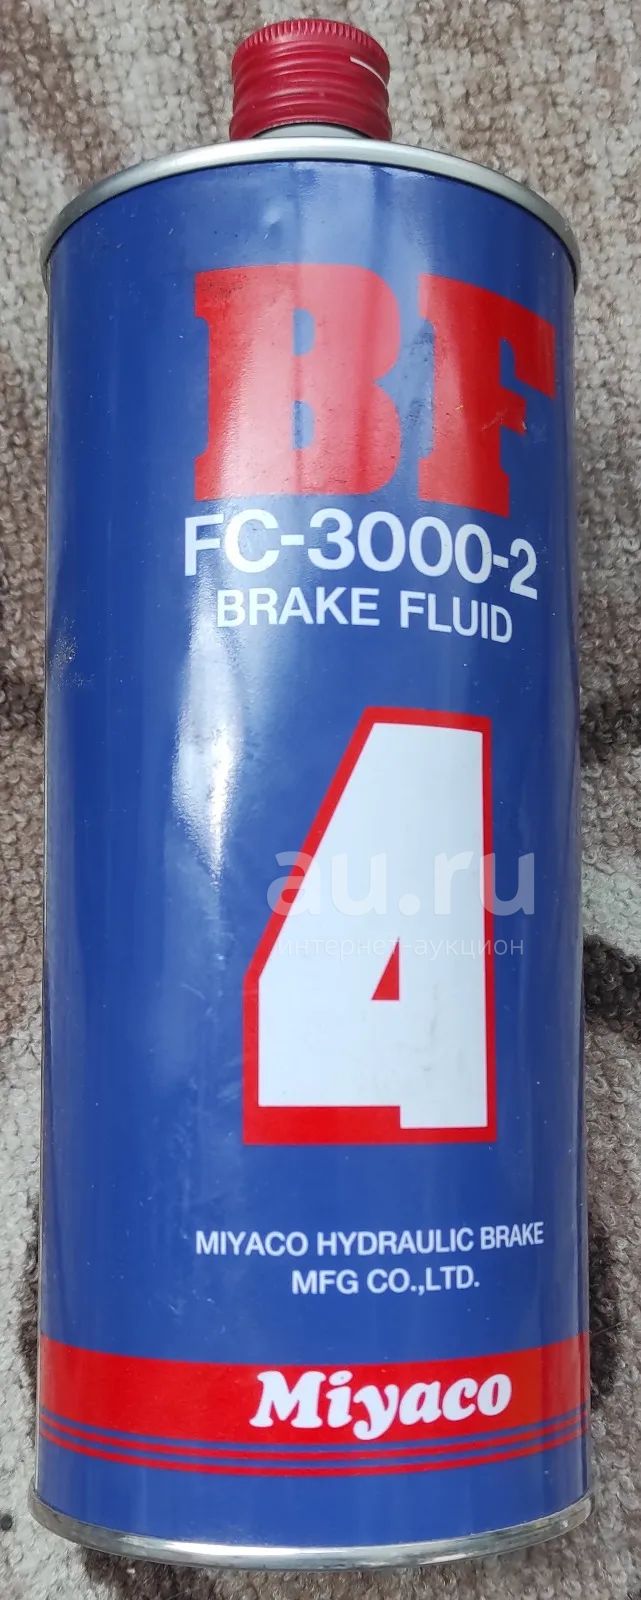 BF
FC-3000-2
BRAKE FLUID
4
au.ru
интернет-аукцион
MIYACO HYDRAULIC BRAKE
MFG CO.,LTD.
Miyaco